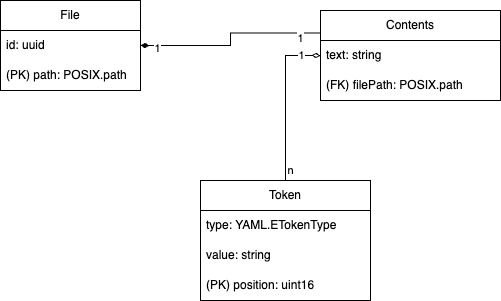 File
id: uuid
(PK) path: POSIX.path
1
1
Contents
text: string
(FK) filePath: POSIX.path
1
n
Token
type: YAML.ETokenType
value: string
(PK) position: uint16